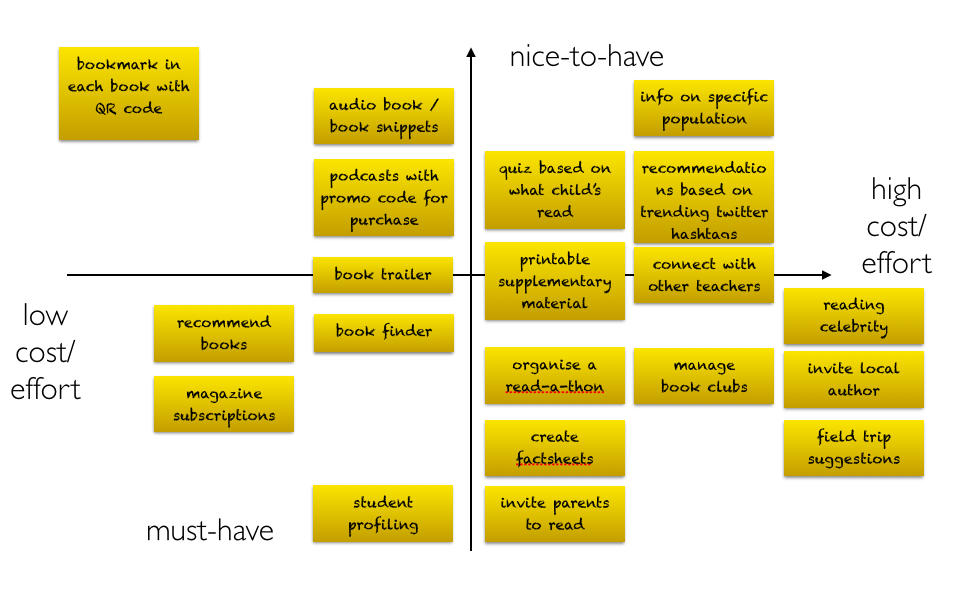 nice-to-have
bookmark in
each book with
QR code
audio book /
book snippets
info on specific
population
podcasts with
promo code for
purchase
quiz based on
what child's
read
recommendatio
ns based on
trending twitter
hashtags
high
cost/
effort
book trailer
printable
supplementary
material
connect with
other teachers
low
cost/
effort
recommend
books
book finder
reading
celebrity
magazine
subscriptions
organise a
read-a-thon
manage
book clubs
invite local
author
create
factsheets
field trip
suggestions
must-have
student
profiling
invite parents
to read